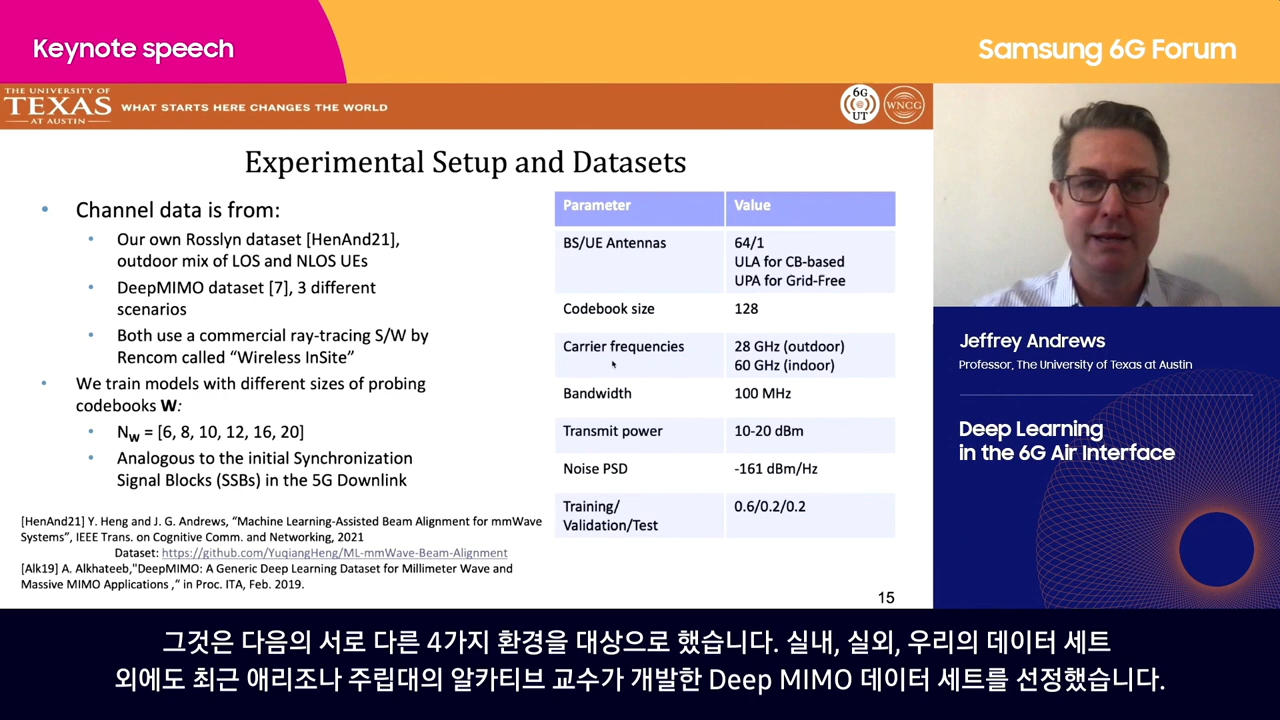 Keynote speech
Samsung 6G Forum
THE UNIVERSITY OF
TEXAS
AT AUSTIN
WHAT STARTS HERE CHANGES THE WORLD
6G
UT
WNCG
Experimental Setup and Datasets
• Channel data is from:
• Our own Rosslyn dataset [HenAnd21],
outdoor mix of LOS and NLOS UEs
• DeepMIMO dataset [7], 3 different
scenarios
• Both use a commercial ray-tracing S/W by
Rencom called “Wireless InSite”
• We train models with different sizes of probing
codebooks W:
• NW = [6, 8, 10, 12, 16, 20]
• Analogous to the initial Synchronization
Signal Blocks (SSBs) in the 5G Downlink
Parameter Value
BS/UE Antennas 64/1
ULA for CB-based
UPA for Grid-Free
Codebook size 128
Carrier frequencies 28 GHz (outdoor)
60 GHz (indoor)
Bandwidth 100 MHz
Transmit power 10-20 dBm
Noise PSD -161 dBm/Hz
Training/ 0.6/0.2/0.2
Validation/Test
[HenAnd21] Y. Heng and J. G. Andrews, “Machine Learning-Assisted Beam Alignment for mmWave
Systems”, IEEE Trans. on Cognitive Comm. and Networking, 2021
Dataset: https://github.com/YuqiangHeng/ML-mmWave-Beam-Alignment
[Alk19] A. Alkhateeb,"DeepMIMO: A Generic Deep Learning Dataset for Millimeter Wave and
Massive MIMO Applications ,“ in Proc. ITA, Feb. 2019.
15
Jeffrey Andrews
Professor, The University of Texas at Austin
Deep Learning
in the 6G Air Interface
그것은 다음의 서로 다른 4가지 환경을 대상으로 했습니다. 실내, 실외, 우리의 데이터 세트
외에도 최근 애리조나 주립대의 알카티브 교수가 개발한 Deep MIMO 데이터 세트를 선정했습니다.